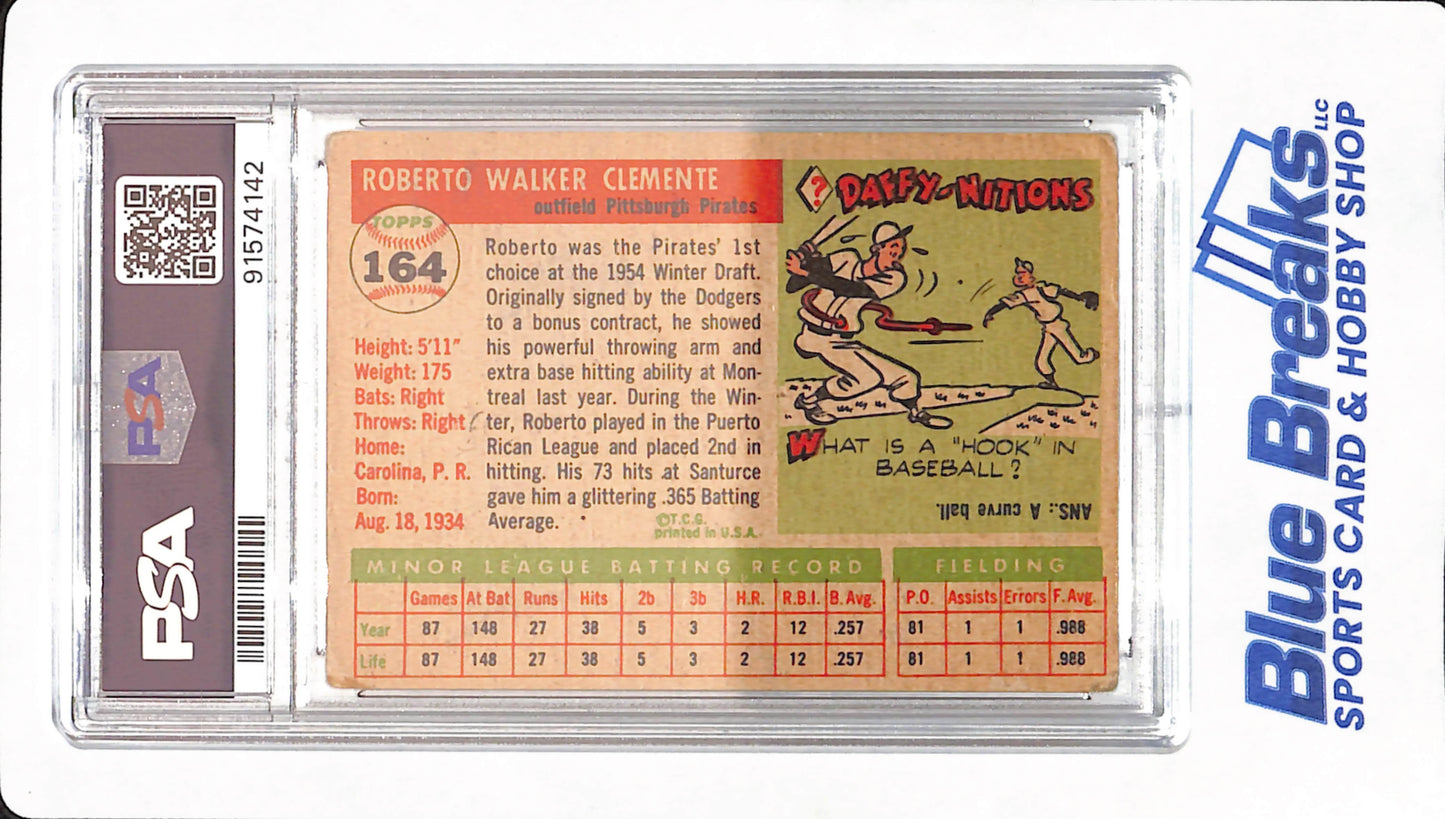 PSA
PSA
91574142
ROBERTO WALKER CLEMENTE
outfield Pittsburgh Pirates
TOPPS
164
Height: 5'11"
Weight: 175
Bats: Right
Throws: Right
Home:
Carolina, P. R.
Born:
Aug. 18, 1934
Roberto was the Pirates' 1st
choice at the 1954 Winter Draft.
Originally signed by the Dodgers
to a bonus contract, he showed
his powerful throwing arm and
extra base hitting ability at Mon-
treal last year. During the Win-
ter, Roberto played in the Puerto
Rican League and placed 2nd in
hitting. His 73 hits at Santurce
gave him a glittering .365 Batting
Average.
©T.C.G.
printed in U.S.A.
? DAFFY-NITIONS
WHAT IS A "HOOK" IN
BASEBALL?
ANS.: A curve ball.
MINOR LEAGUE BATTING RECORD
Games At Bat Runs Hits 2b 3b H.R. R.B.I. B. Avg.
Year 87 148 27 38 5 3 2 12 .257
Life 87 148 27 38 5 3 2 12 .257
FIELDING
P.O. Assists Errors F. Avg.
81 1 1 .988
81 1 1 .988
Blue Breaks LLC
SPORTS CARD & HOBBY SHOP